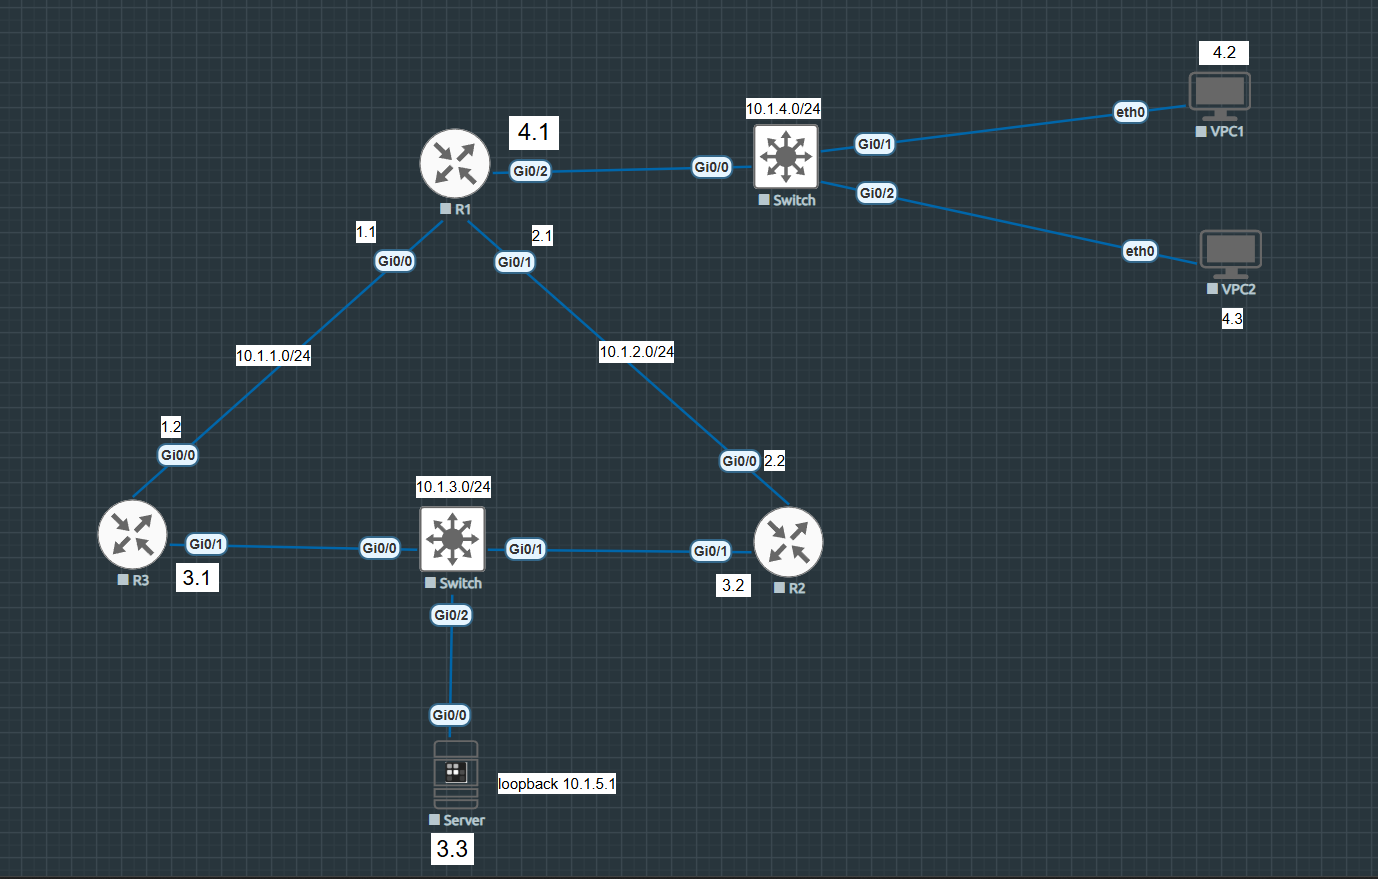 4.2
10.1.4.0/24
eth0
4.1
Gi0/1
VPC1
Gi0/2
Gi0/0
Gi0/2
Switch
R1
1.1
2.1
eth0
Gi0/0
Gi0/1
VPC2
4.3
10.1.1.0/24
10.1.2.0/24
1.2
Gi0/0
Gi0/0
2.2
10.1.3.0/24
Gi0/1
Gi0/0
Gi0/1
Gi0/1
R3
3.1
Switch
3.2
R2
Gi0/2
Gi0/0
loopback 10.1.5.1
Server
3.3